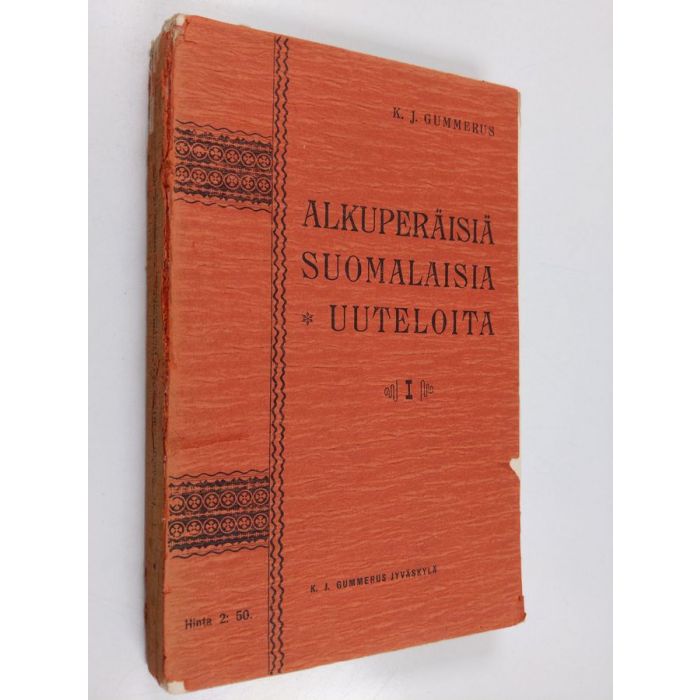 K. J. GUMMERUS
ALKUPERÄISIÄ
SUOMALAISIA
* UUTELOITA
I
K. J. GUMMERUS JYVÄSKYLÄ
Hinta 2: 50.